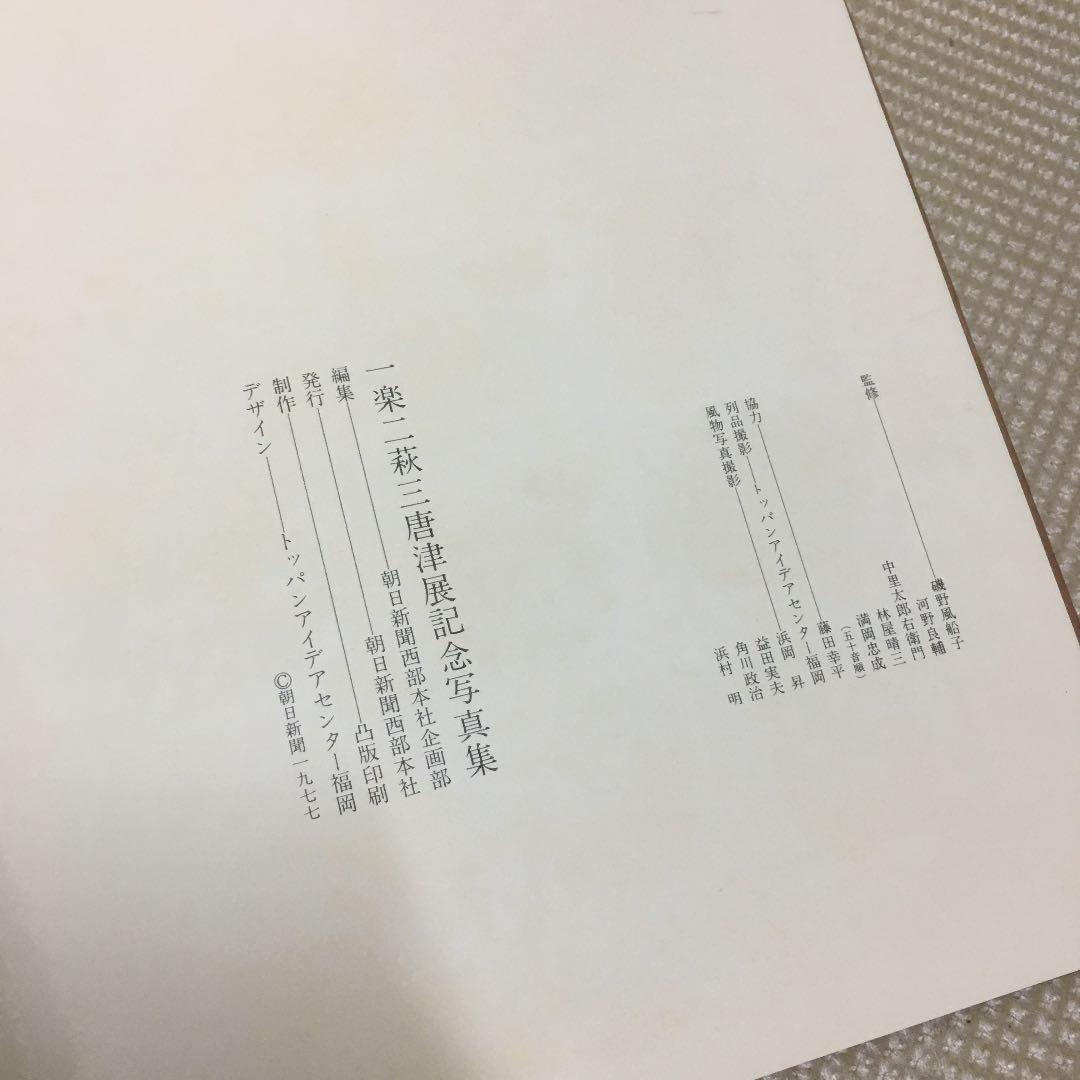 監修――磯野風船子
河野良輔
中里太郎右衛門
林屋晴三
満岡忠成
(五十音順)
協力――藤田幸平
列品撮影――トッパンアイデアセンター福岡
浜岡 昇
風物写真撮影――益田実夫
角川政治
浜村 明
一楽二萩三唐津展記念写真集
編集――朝日新聞西部本社企画部
発行――朝日新聞西部本社
制作――凸版印刷
デザイン――トッパンアイデアセンター福岡
©朝日新聞一九七七